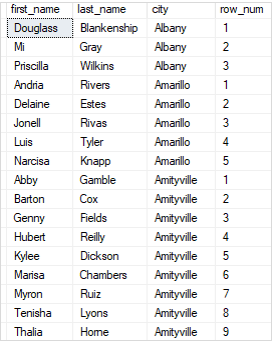 first_name last_name city row_num
Douglass Blankenship Albany 1
Mi Gray Albany 2
Priscilla Wilkins Albany 3
Andria Rivers Amarillo 1
Delaine Estes Amarillo 2
Jonell Rivas Amarillo 3
Luis Tyler Amarillo 4
Narcisa Knapp Amarillo 5
Abby Gamble Amityville 1
Barton Cox Amityville 2
Genny Fields Amityville 3
Hubert Reilly Amityville 4
Kylee Dickson Amityville 5
Marisa Chambers Amityville 6
Myron Ruiz Amityville 7
Tenisha Lyons Amityville 8
Thalia Horne Amityville 9